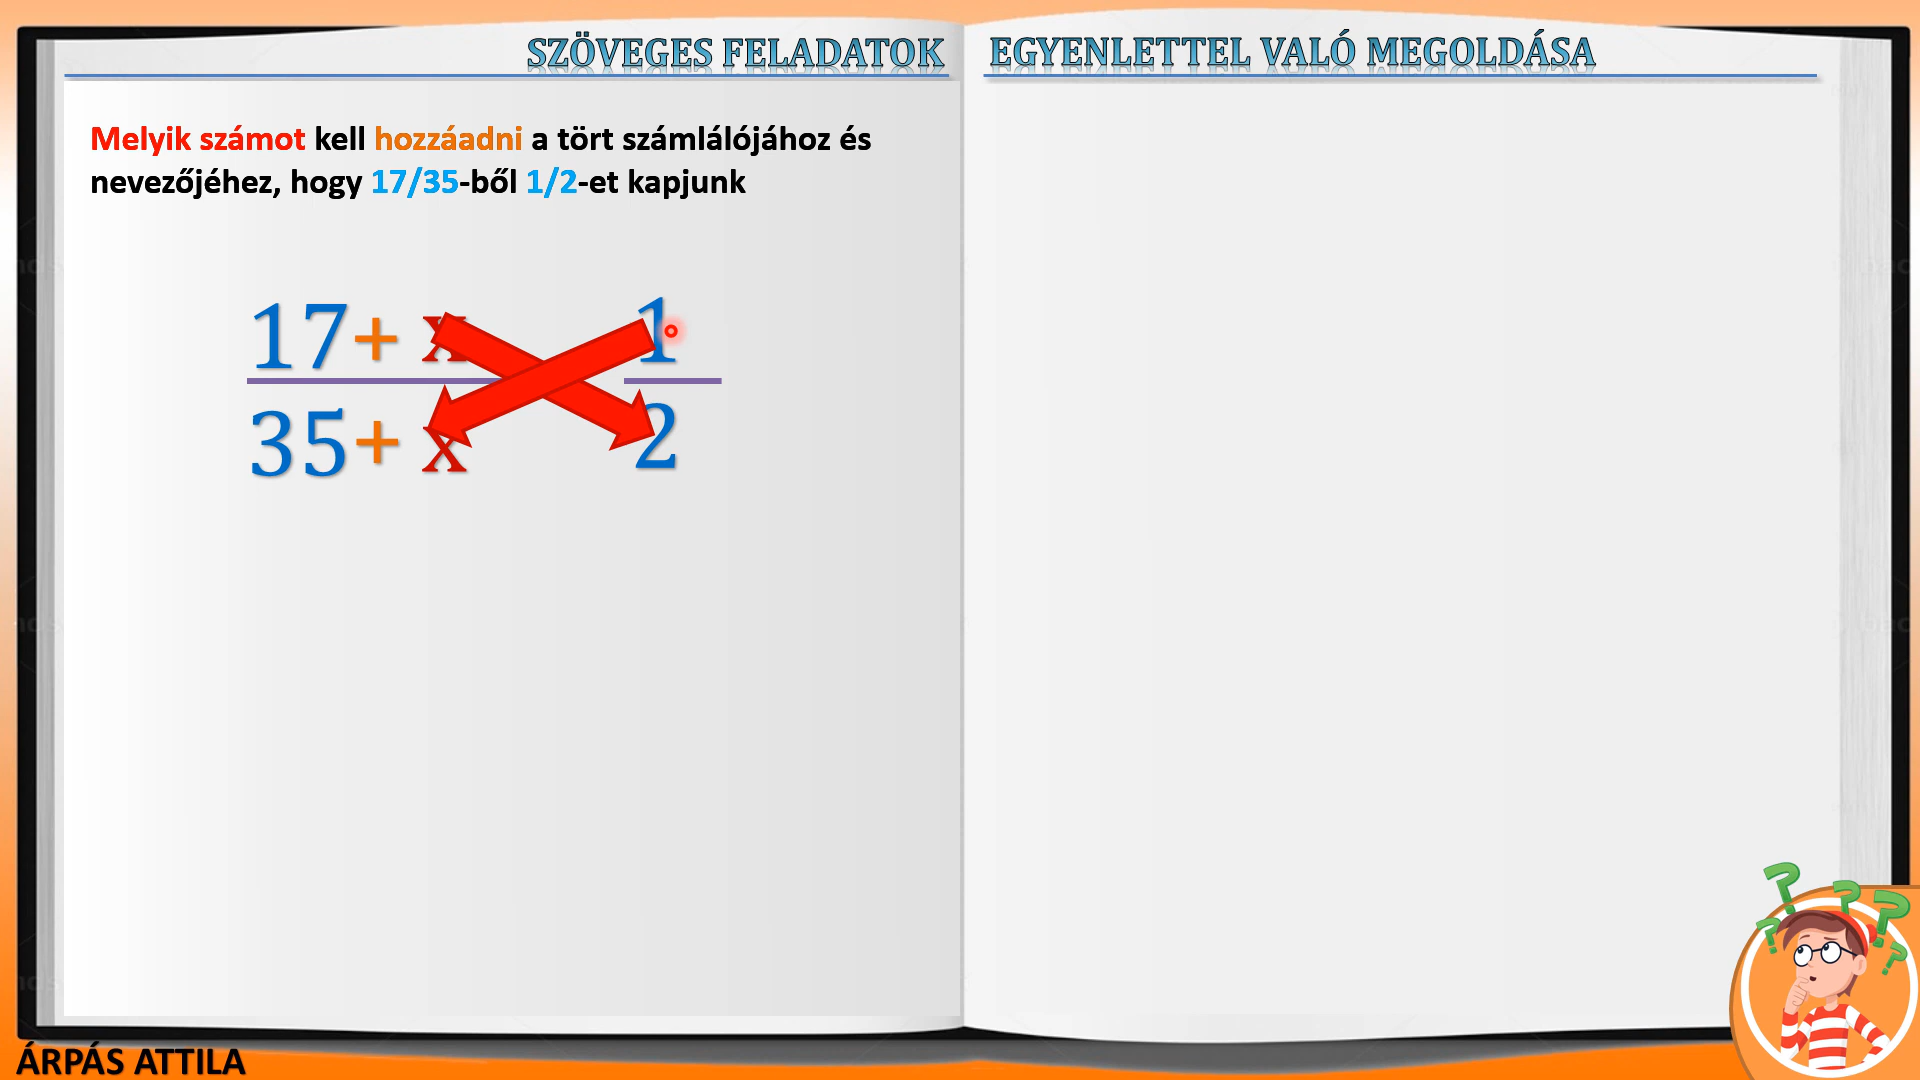 SZÖVEGES FELADATOK
EGYENLETTEL VALÓ MEGOLDÁSA
Melyik számot kell hozzáadni a tört számlálójához és
nevezőjéhez, hogy 17/35-ből 1/2-et kapjunk
17+ x 1
35+ x 2
ÁRPÁS ATTILA